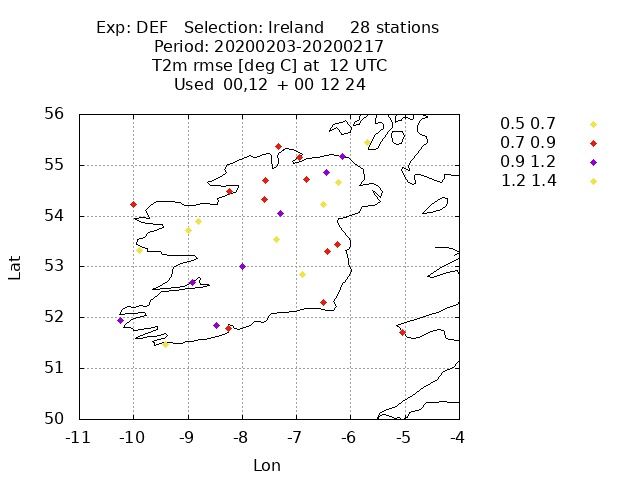 Exp: DEF   Selection: Ireland     28 stations
Period: 20200203-20200217
T2m rmse [deg C] at  12 UTC
Used  00,12  + 00 12 24
0.5 0.7
0.7 0.9
0.9 1.2
1.2 1.4
56
55
54
53
52
51
50
Lat
-11 -10 -9 -8 -7 -6 -5 -4
Lon